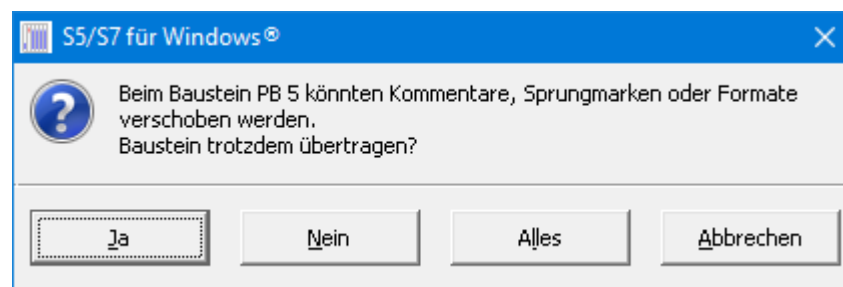 S5/S7 für Windows®
Beim Baustein PB 5 könnten Kommentare, Sprungmarken oder Formate
verschoben werden.
Baustein trotzdem übertragen?
Ja
Nein
Alles
Abbrechen